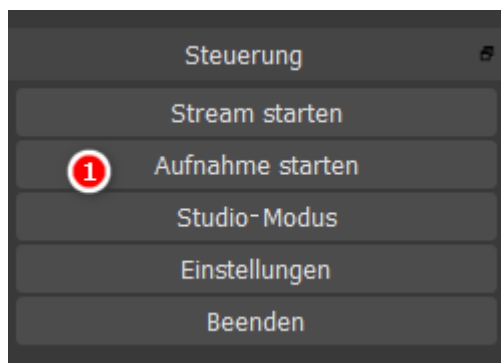 Steuerung
Stream starten
1 Aufnahme starten
Studio-Modus
Einstellungen
Beenden